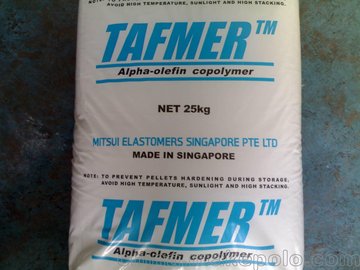 AVOID HIGH TEMPERATURE, SUNLIGHT AND HIGH STACKING.
TAFMER™
Alpha-olefin copolymer
NET 25kg
MITSUI ELASTOMERS SINGAPORE PTE LTD
MADE IN SINGAPORE
NOTE: TO PREVENT PELLETS HARDENING DURING STORAGE,
AVOID HIGH TEMPERATURE, SUNLIGHT AND HIGH STACKING.
TAFMER™
Alpha-olefin copolymer